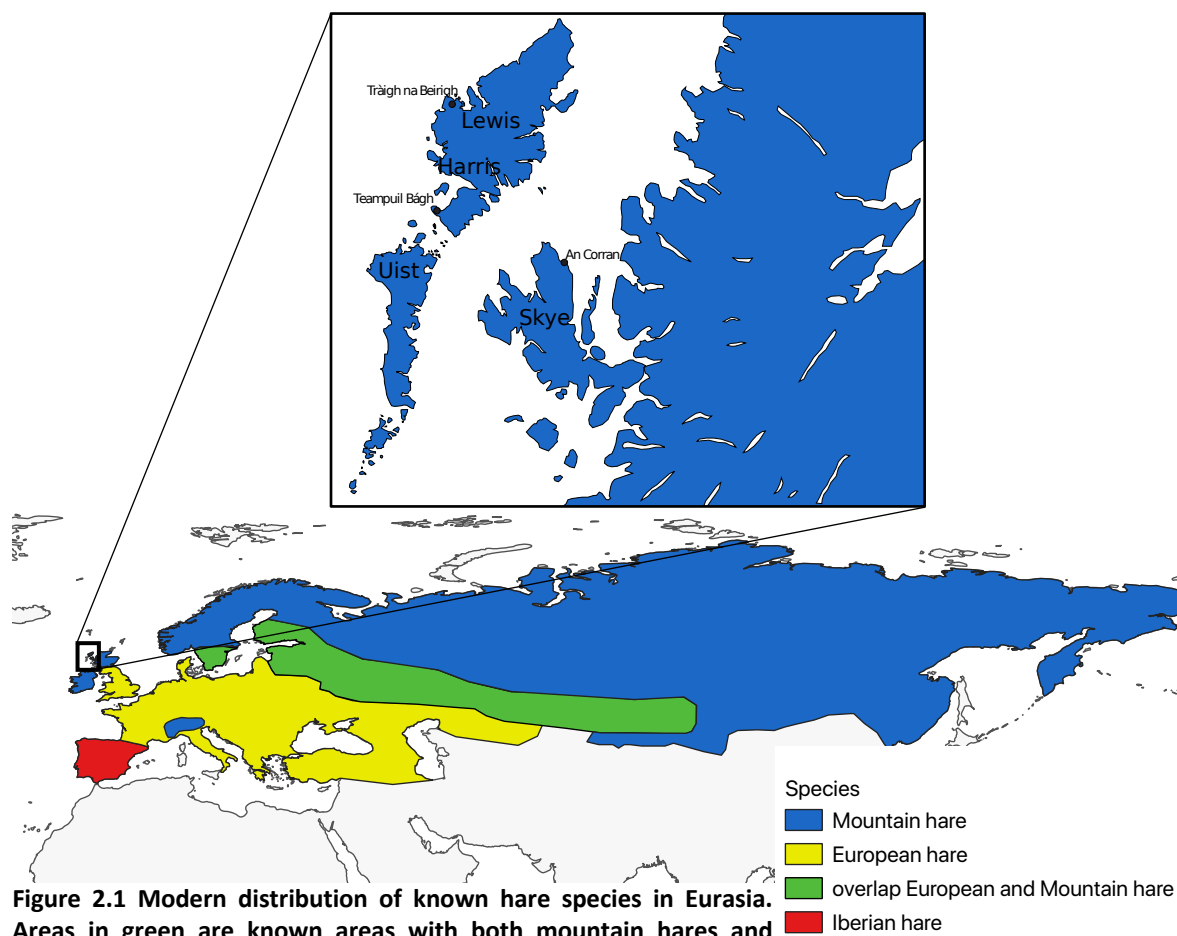 Tràigh na Beirigh
Lewis
Harris
Teampuil Bágh
Uist
An Corran
Skye
Species
Mountain hare
European hare
overlap European and Mountain hare
Iberian hare
Figure 2.1 Modern distribution of known hare species in Eurasia.
Areas in green are known areas with both mountain hares and